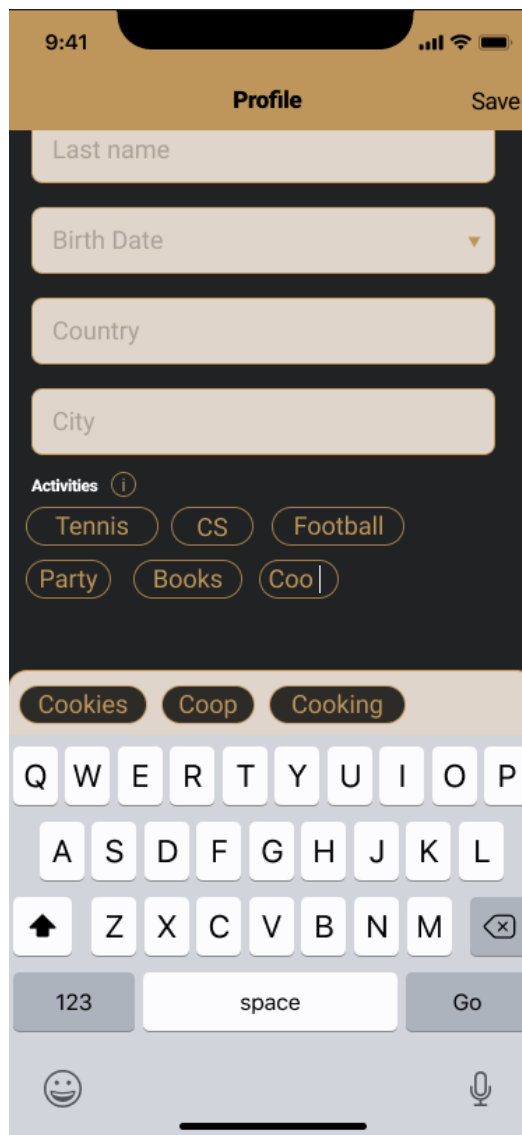 9:41
Profile Save
Last name
Birth Date
Country
City
Activities i
Tennis CS Football
Party Books Coo
Cookies Coop Cooking
Q W E R T Y U I O P
A S D F G H J K L
Z X C V B N M
123 space Go